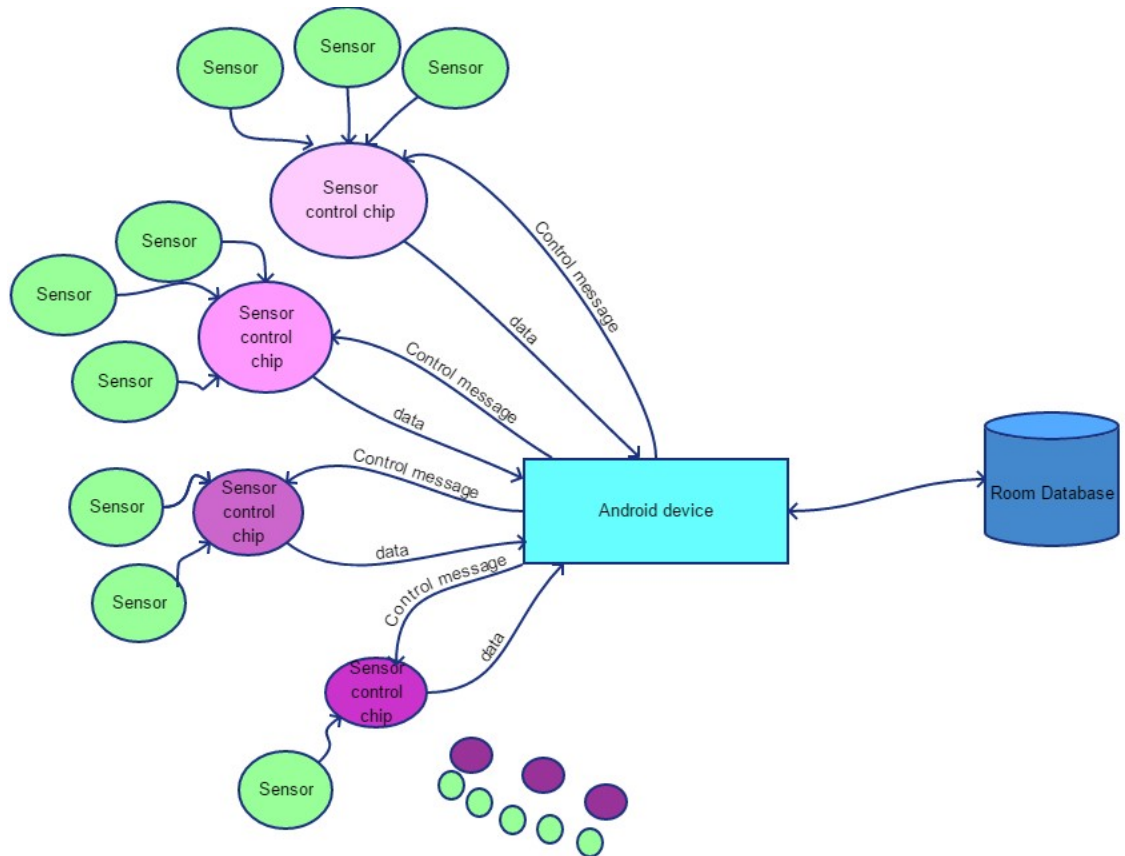 Sensor
Sensor
Sensor
Sensor
control chip
Control message
data
Sensor
Sensor
Sensor
Sensor
control
chip
Control message
data
Sensor
Sensor
Sensor
control
chip
Control message
data
Android device
Room Database
Control message
data
Sensor
control
chip
Sensor